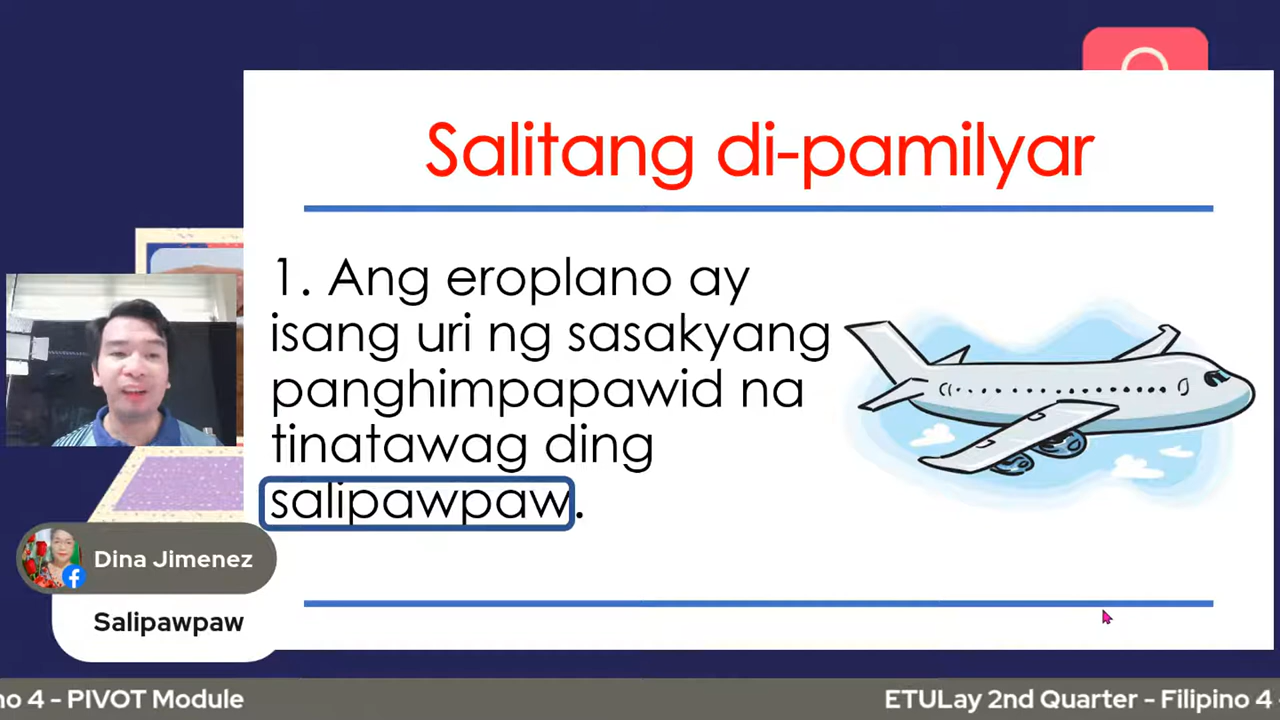 Salitang di-pamilyar
1. Ang eroplano ay
isang uri ng sasakyang
panghimpapawid na
tinatawag ding
salipawpaw.
Dina Jimenez
Salipawpaw
no 4 - PIVOT Module
ETULay 2nd Quarter - Filipino 4